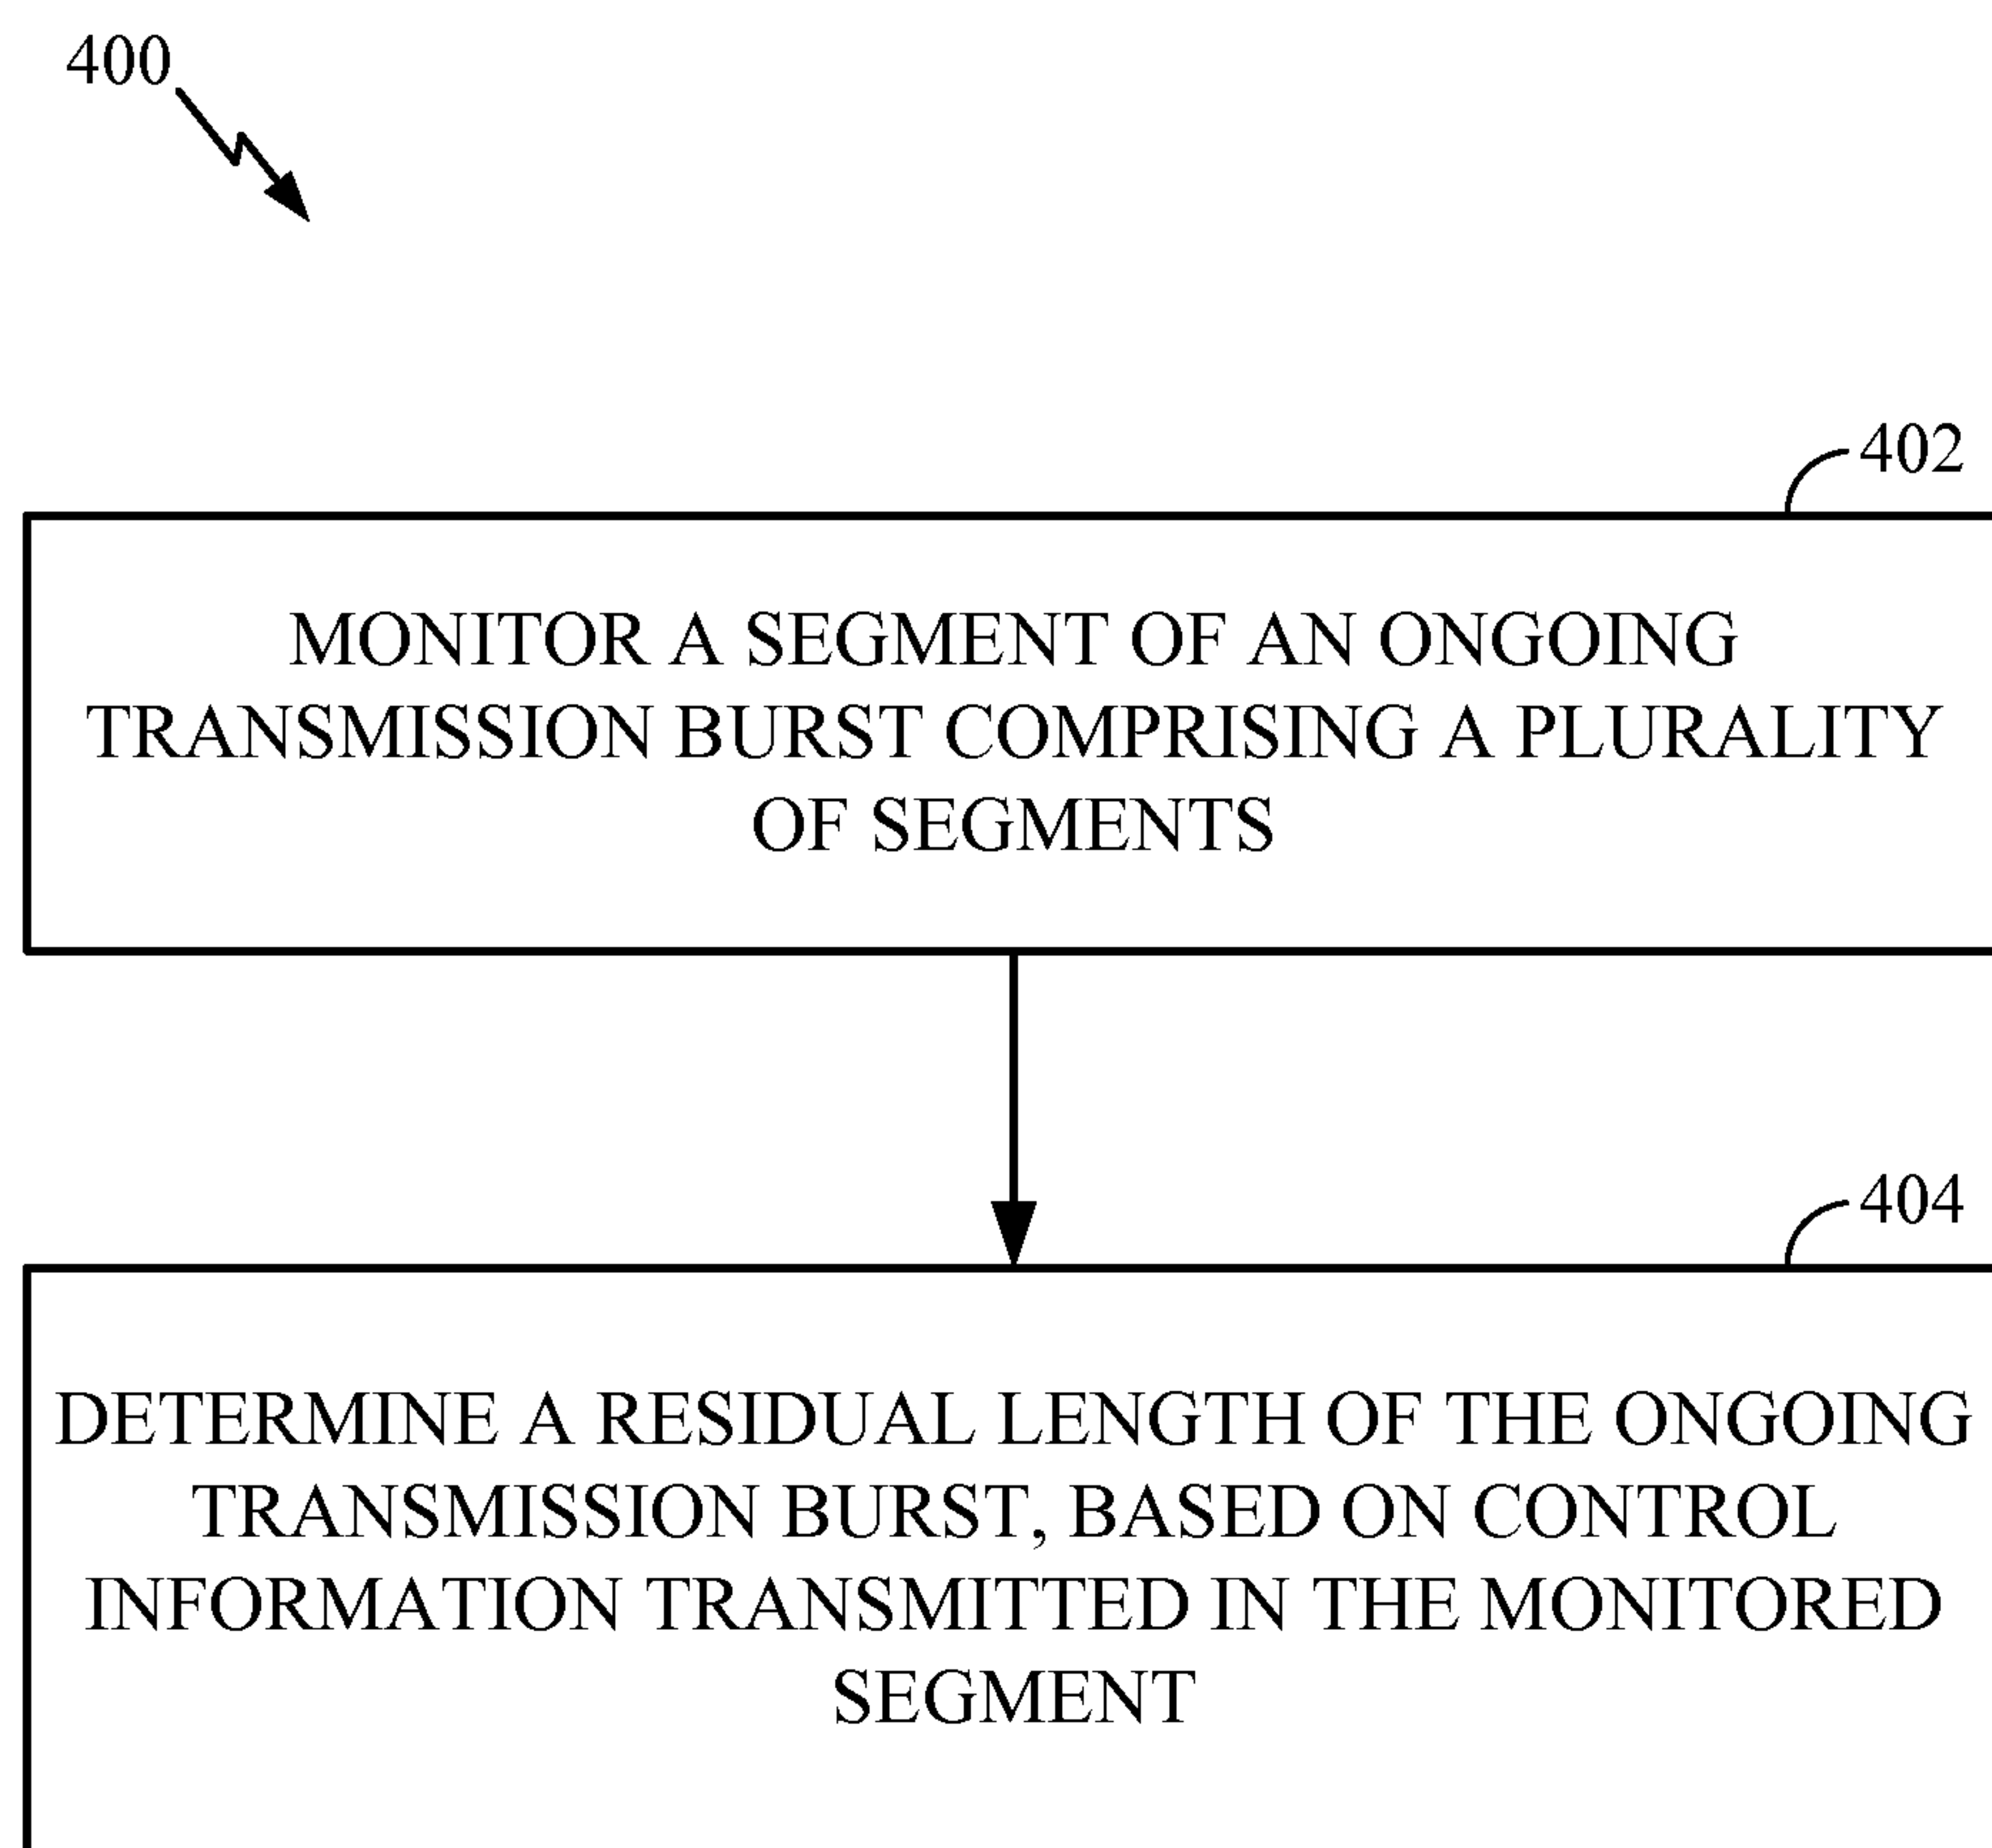 400
402
MONITOR A SEGMENT OF AN ONGOING
TRANSMISSION BURST COMPRISING A PLURALITY
OF SEGMENTS
404
DETERMINE A RESIDUAL LENGTH OF THE ONGOING
TRANSMISSION BURST, BASED ON CONTROL
INFORMATION TRANSMITTED IN THE MONITORED
SEGMENT